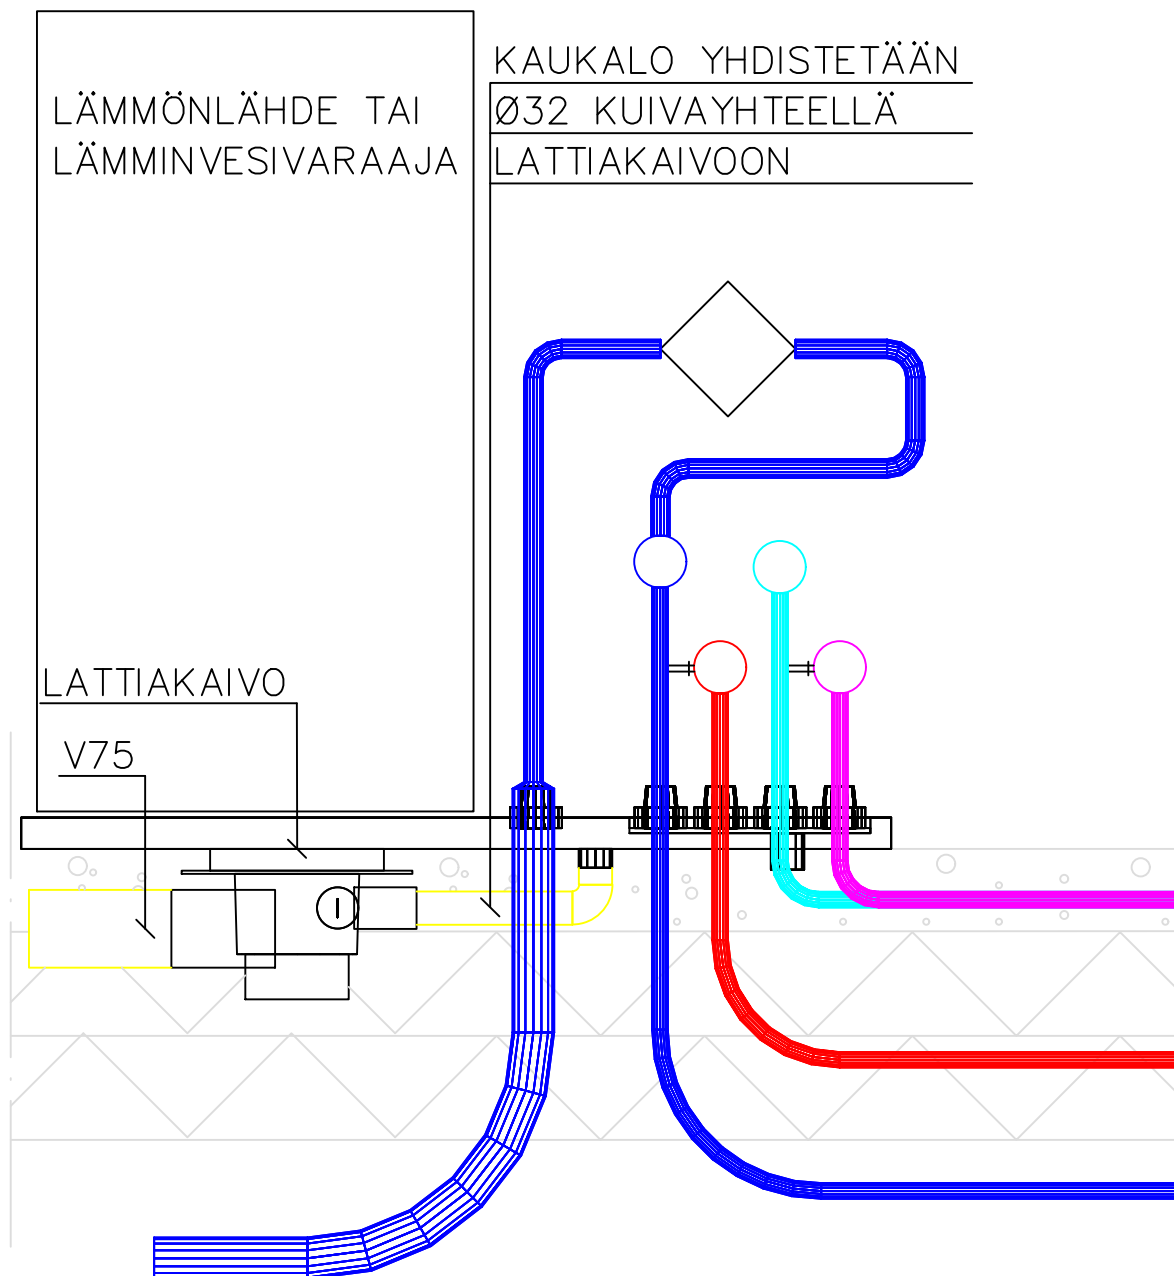 LÄMMÖNLÄHDE TAI
LÄMMINVESIVARAAJA
KAUKALO YHDISTETÄÄN
Ø32 KUIVAYHTEELLÄ
LATTIAKAIVOON
LATTIAKAIVO
V75